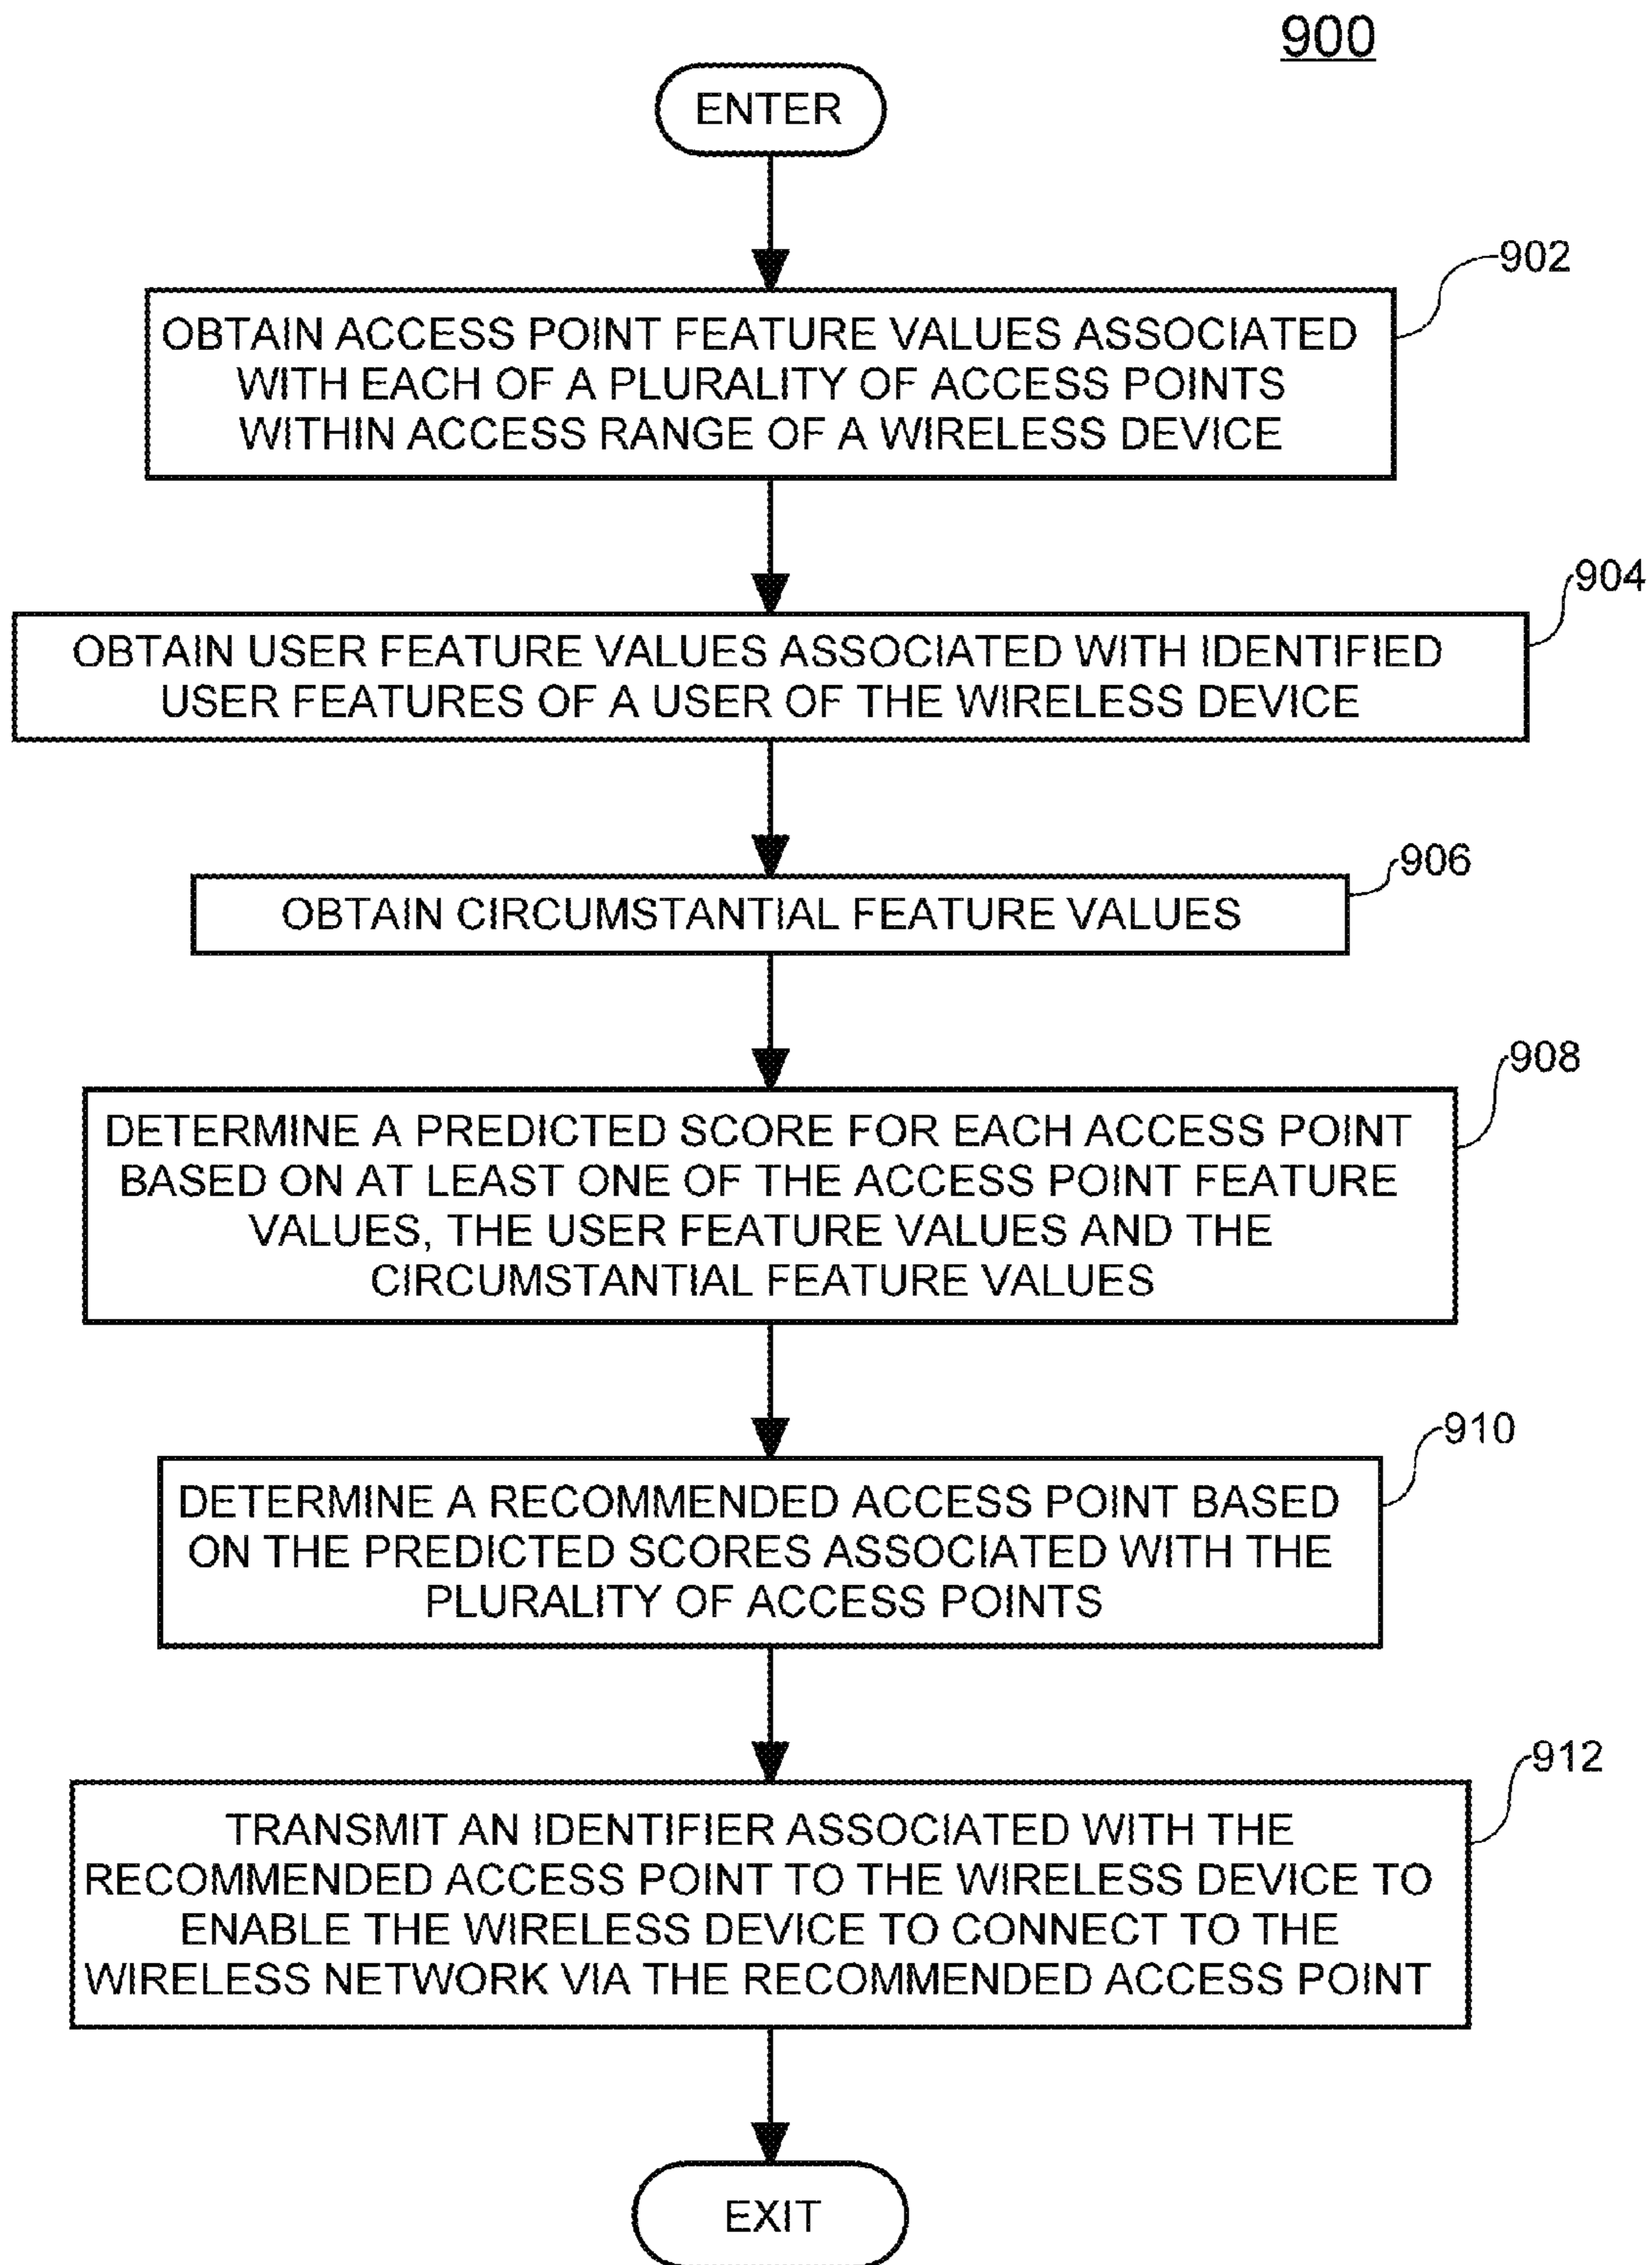 900
ENTER
902
OBTAIN ACCESS POINT FEATURE VALUES ASSOCIATED
WITH EACH OF A PLURALITY OF ACCESS POINTS
WITHIN ACCESS RANGE OF A WIRELESS DEVICE
904
OBTAIN USER FEATURE VALUES ASSOCIATED WITH IDENTIFIED
USER FEATURES OF A USER OF THE WIRELESS DEVICE
906
OBTAIN CIRCUMSTANTIAL FEATURE VALUES
908
DETERMINE A PREDICTED SCORE FOR EACH ACCESS POINT
BASED ON AT LEAST ONE OF THE ACCESS POINT FEATURE
VALUES, THE USER FEATURE VALUES AND THE
CIRCUMSTANTIAL FEATURE VALUES
910
DETERMINE A RECOMMENDED ACCESS POINT BASED
ON THE PREDICTED SCORES ASSOCIATED WITH THE
PLURALITY OF ACCESS POINTS
912
TRANSMIT AN IDENTIFIER ASSOCIATED WITH THE
RECOMMENDED ACCESS POINT TO THE WIRELESS DEVICE TO
ENABLE THE WIRELESS DEVICE TO CONNECT TO THE
WIRELESS NETWORK VIA THE RECOMMENDED ACCESS POINT
EXIT